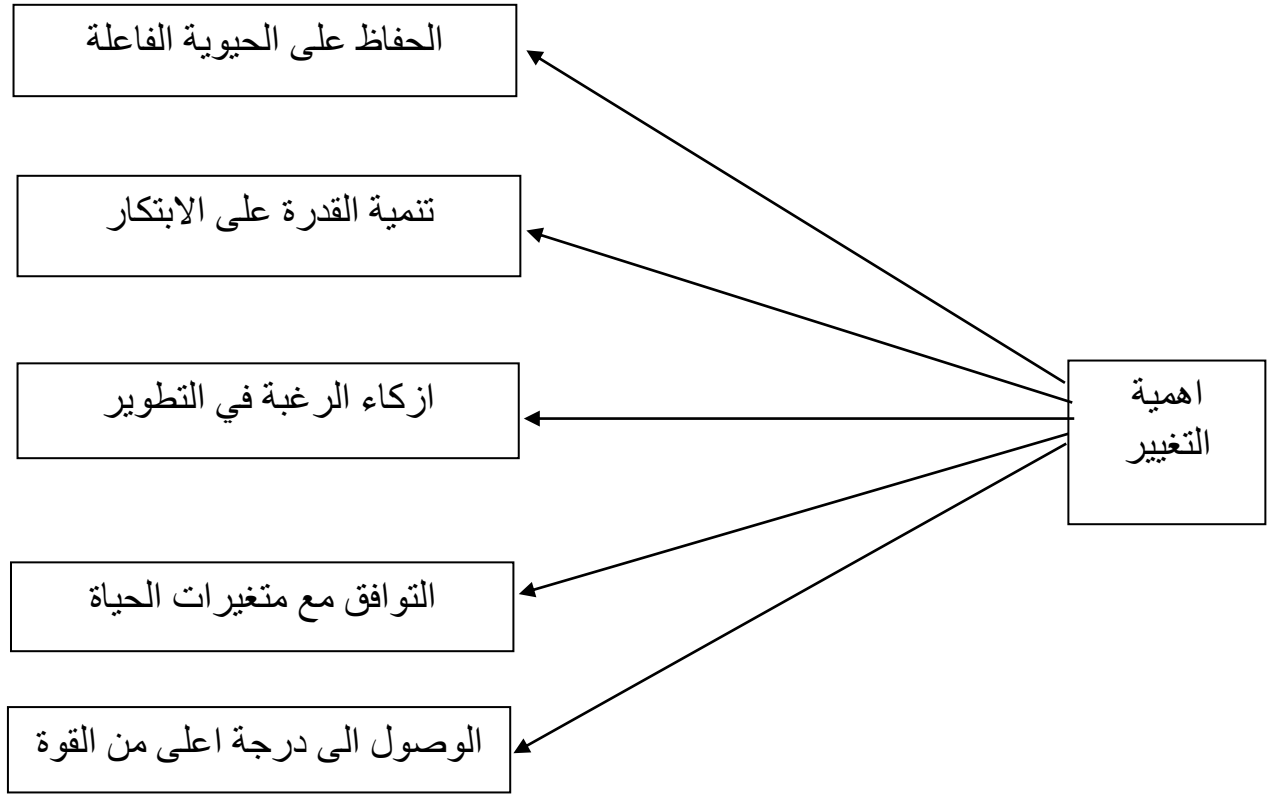 اهمية
التغيير
الحفاظ على الحيوية الفاعلة
تنمية القدرة على الابتكار
ازكاء الرغبة في التطوير
التوافق مع متغيرات الحياة
الوصول الى درجة اعلى من القوة